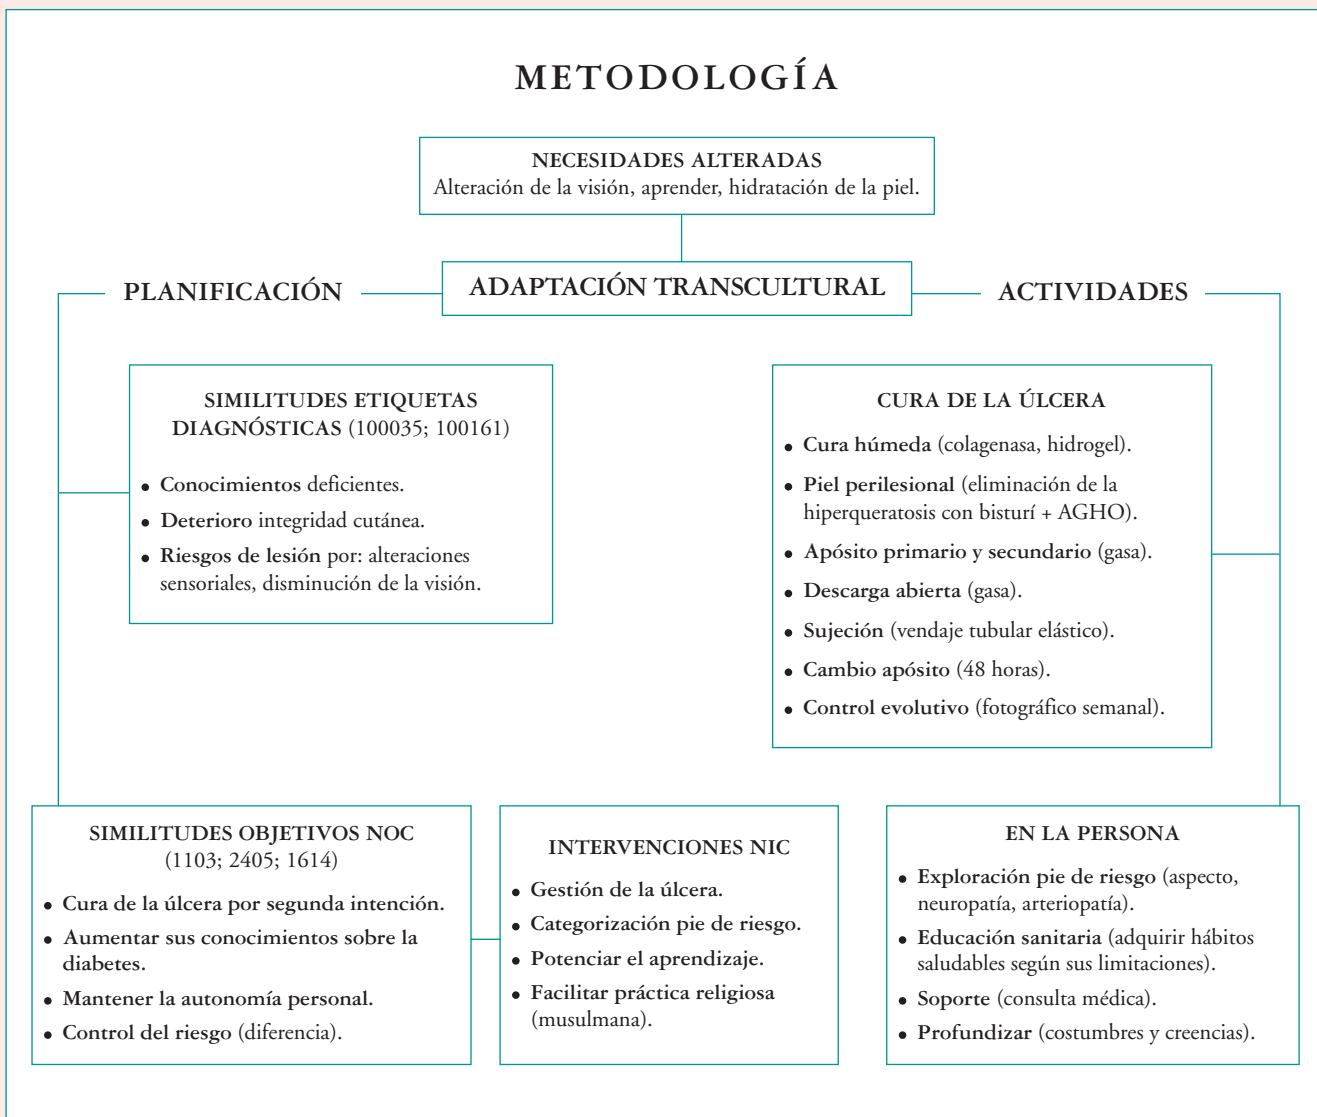 METODOLOGÍA
NECESIDADES ALTERADAS
Alteración de la visión, aprender, hidratación de la piel.
PLANIFICACIÓN
ADAPTACIÓN TRANSCULTURAL
ACTIVIDADES
SIMILITUDES ETIQUETAS
DIAGNÓSTICAS (100035; 100161)
• Conocimientos deficientes.
• Deterioro integridad cutánea.
• Riesgos de lesión por: alteraciones
sensoriales, disminución de la visión.
CURA DE LA ÚLCERA
• Cura húmeda (colagenasa, hidrogel).
• Piel perilesional (eliminación de la
hiperqueratosis con bisturí + AGHO).
• Apósito primario y secundario (gasa).
• Descarga abierta (gasa).
• Sujeción (vendaje tubular elástico).
• Cambio apósito (48 horas).
• Control evolutivo (fotográfico semanal).
SIMILITUDES OBJETIVOS NOC
(1103; 2405; 1614)
• Cura de la úlcera por segunda intención.
• Aumentar sus conocimientos sobre la
diabetes.
• Mantener la autonomía personal.
• Control del riesgo (diferencia).
INTERVENCIONES NIC
• Gestión de la úlcera.
• Categorización pie de riesgo.
• Potenciar el aprendizaje.
• Facilitar práctica religiosa
(musulmana).
EN LA PERSONA
• Exploración pie de riesgo (aspecto,
neuropatía, arteriopatía).
• Educación sanitaria (adquirir hábitos
saludables según sus limitaciones).
• Soporte (consulta médica).
• Profundizar (costumbres y creencias).